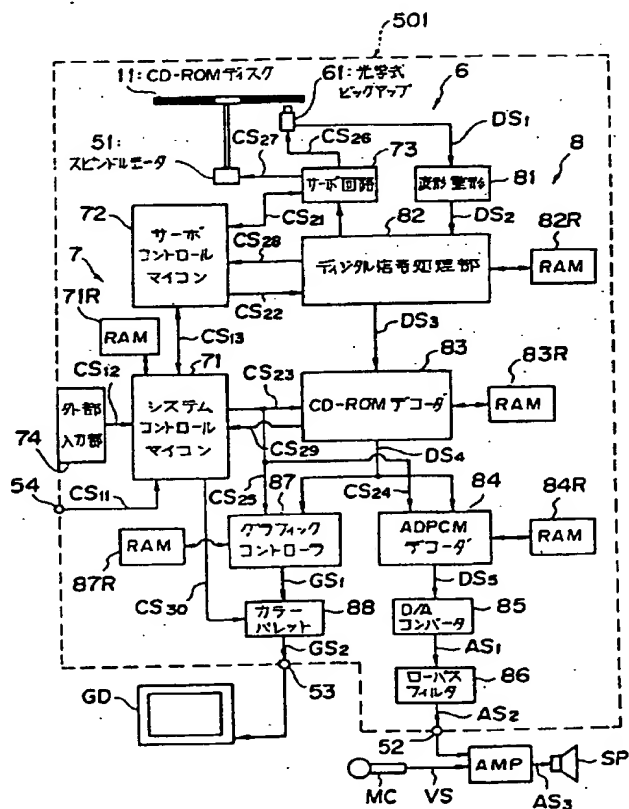 501
11:CD-ROMディスク
61:光学式
ピックアップ
6
51:
スピンドルモータ
CS27
CS26
DS1
73
サーボ回路
波形整形
81
8
72
サーボ
コントロール
マイコン
CS21
CS28
CS22
82
DS2
ディジタル信号処理部
82R
RAM
7
71R
RAM
CS13
DS3
CS12
71
システム
コントロール
マイコン
CS23
83
CD-ROMデコーダ
83R
RAM
外部
入力部
74
CS29
DS4
54
CS11
CS25
87
CS24
84
84R
RAM
87R
グラフィック
コントローラ
ADPCM
デコーダ
RAM
CS30
GS1
DS5
カラー
パレット
88
D/A
コンバータ
85
GS2
AS1
53
ローパス
フィルタ
86
GD
AS2
52
MC
VS
AMP
AS3
SP